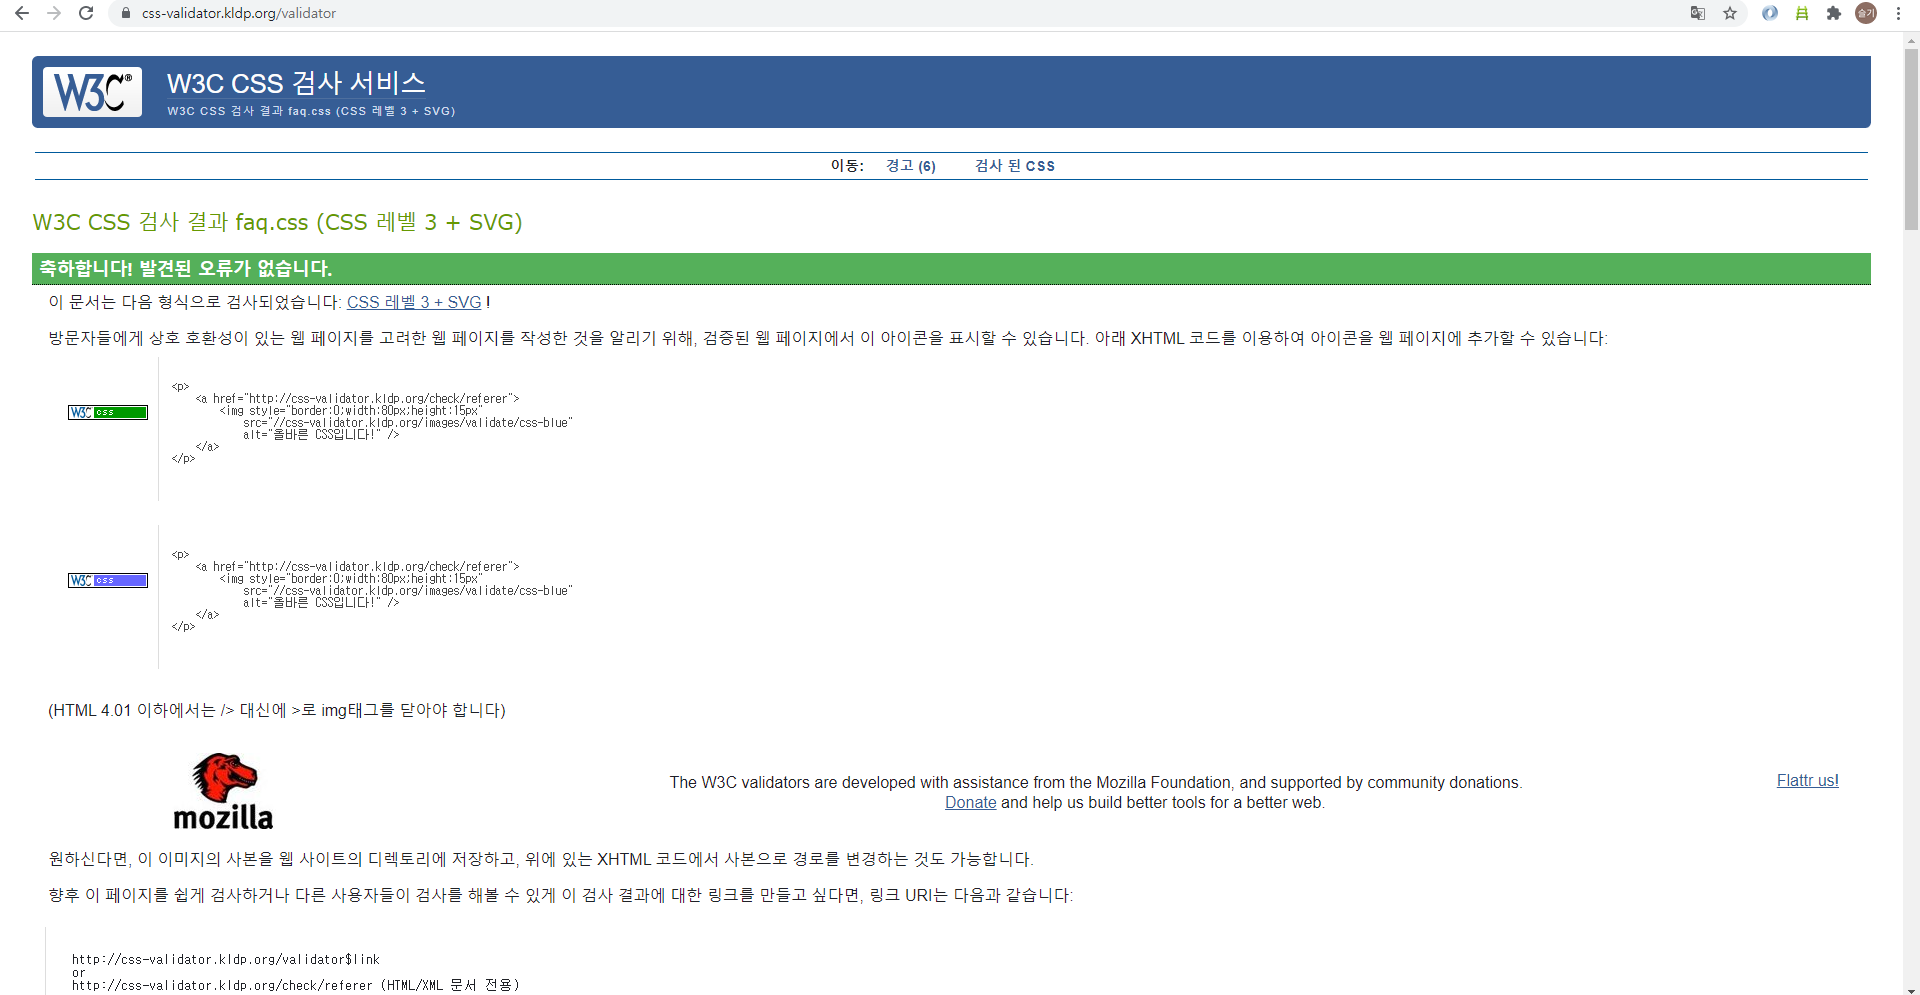 css-validator.kldp.org/validator
슬기
W3C®
W3C CSS 검사 서비스
W3C CSS 검사 결과 faq.css (CSS 레벨 3 + SVG)
이동: 경고 (6) 검사 된 CSS
W3C CSS 검사 결과 faq.css (CSS 레벨 3 + SVG)
축하합니다! 발견된 오류가 없습니다.
이 문서는 다음 형식으로 검사되었습니다: CSS 레벨 3 + SVG !
방문자들에게 상호 호환성이 있는 웹 페이지를 고려한 웹 페이지를 작성한 것을 알리기 위해, 검증된 웹 페이지에서 이 아이콘을 표시할 수 있습니다. 아래 XHTML 코드를 이용하여 아이콘을 웹 페이지에 추가할 수 있습니다:
W3C css
<p>
<a href="http://css-validator.kldp.org/check/referer">
<img style="border:0;width:80px;height:15px"
src="//css-validator.kldp.org/images/validate/css-blue"
alt="올바른 CSS입니다!" />
</a>
</p>
W3C css
<p>
<a href="http://css-validator.kldp.org/check/referer">
<img style="border:0;width:80px;height:15px"
src="//css-validator.kldp.org/images/validate/css-blue"
alt="올바른 CSS입니다!" />
</a>
</p>
(HTML 4.01 이하에서는 /> 대신에 >로 img태그를 닫아야 합니다)
mozilla
The W3C validators are developed with assistance from the Mozilla Foundation, and supported by community donations.
Donate and help us build better tools for a better web.
Flattr us!
원하신다면, 이 이미지의 사본을 웹 사이트의 디렉토리에 저장하고, 위에 있는 XHTML 코드에서 사본으로 경로를 변경하는 것도 가능합니다.
향후 이 페이지를 쉽게 검사하거나 다른 사용자들이 검사를 해볼 수 있게 이 검사 결과에 대한 링크를 만들고 싶다면, 링크 URI는 다음과 같습니다:
http://css-validator.kldp.org/validator$link
or
http://css-validator.kldp.org/check/referer (HTML/XML 문서 전용)